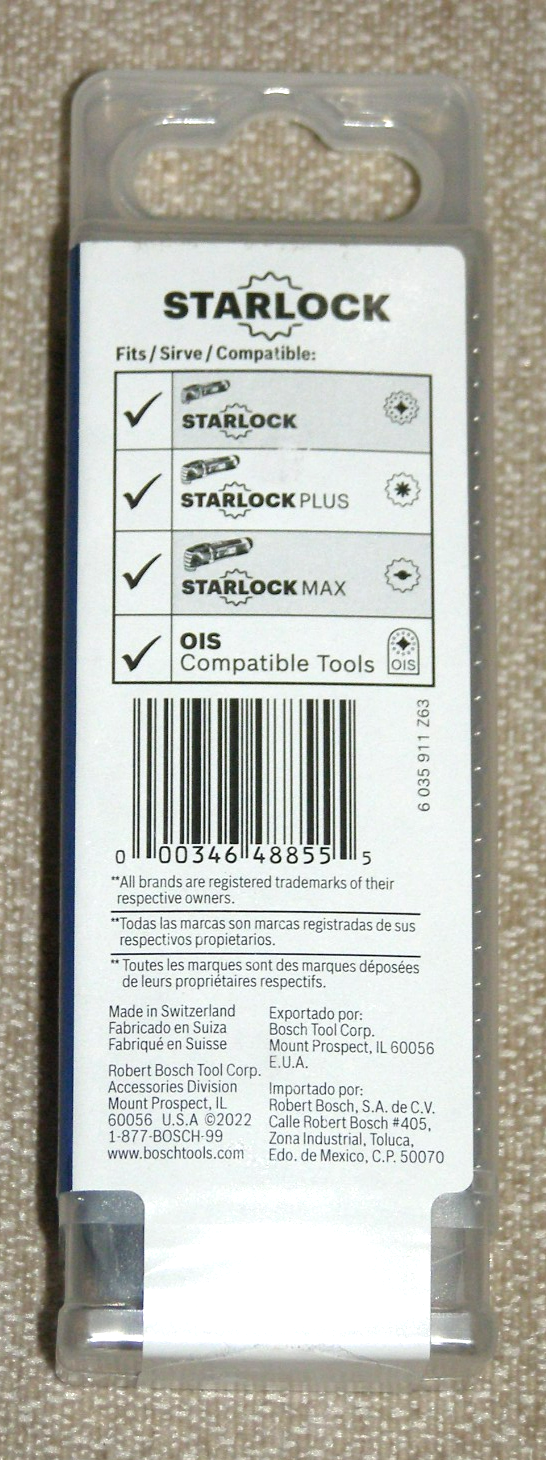 STARLOCK
Fits / Sirve / Compatible:
STARLOCK
STARLOCK PLUS
STARLOCK MAX
OIS
Compatible Tools
OIS
6 035 911 Z63
0 00346 48855 5
**All brands are registered trademarks of their
respective owners.
**Todas las marcas son marcas registradas de sus
respectivos propietarios.
** Toutes les marques sont des marques déposées
de leurs propriétaires respectifs.
Made in Switzerland
Fabricado en Suiza
Fabriqué en Suisse
Robert Bosch Tool Corp.
Accessories Division
Mount Prospect, IL
60056 U.S.A ©2022
1-877-BOSCH-99
www.boschtools.com
Exportado por:
Bosch Tool Corp.
Mount Prospect, IL 60056
E.U.A.
Importado por:
Robert Bosch, S.A. de C.V.
Calle Robert Bosch #405,
Zona Industrial, Toluca,
Edo. de Mexico, C.P. 50070